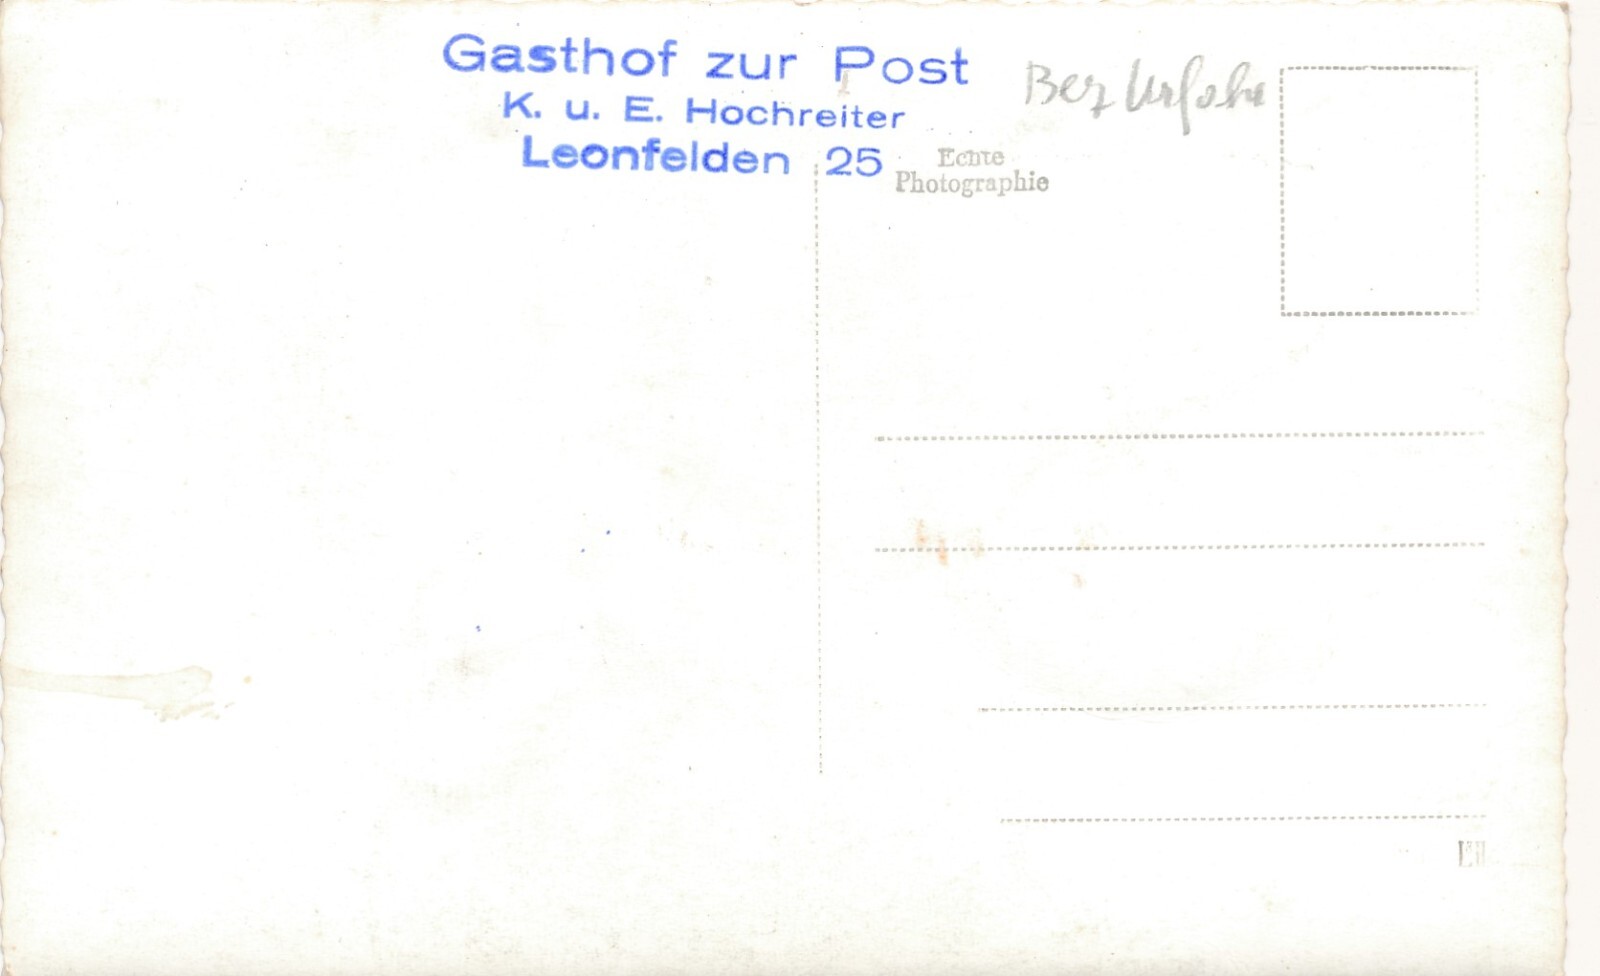 Gasthof zur Post
K. u. E. Hochreiter
Leonfelden 25
Bez Urfahr
Echte
Photographie